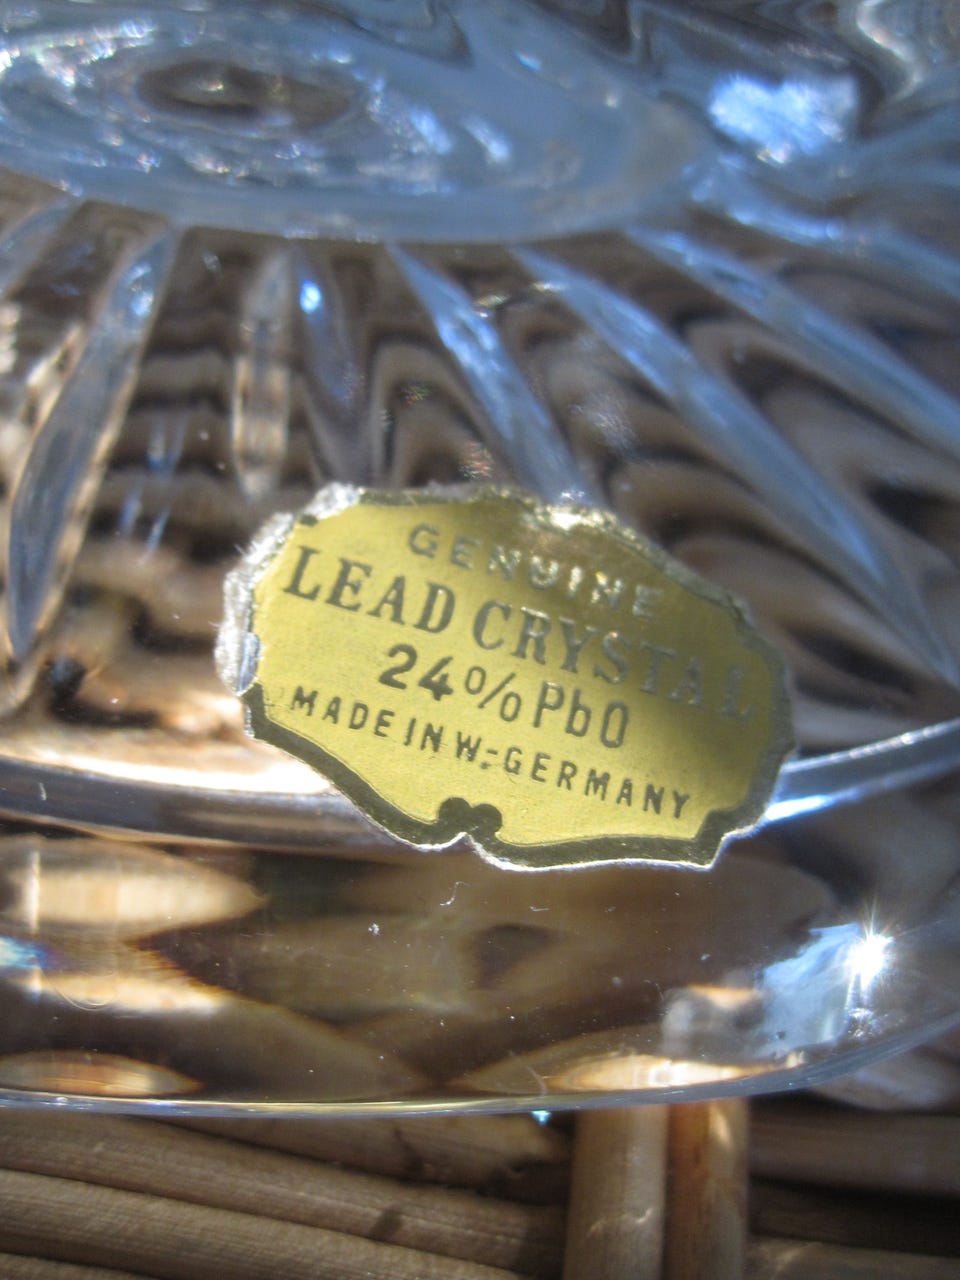 GENUINE
LEAD CRYSTAL
24% PbO
MADE IN W.-GERMANY